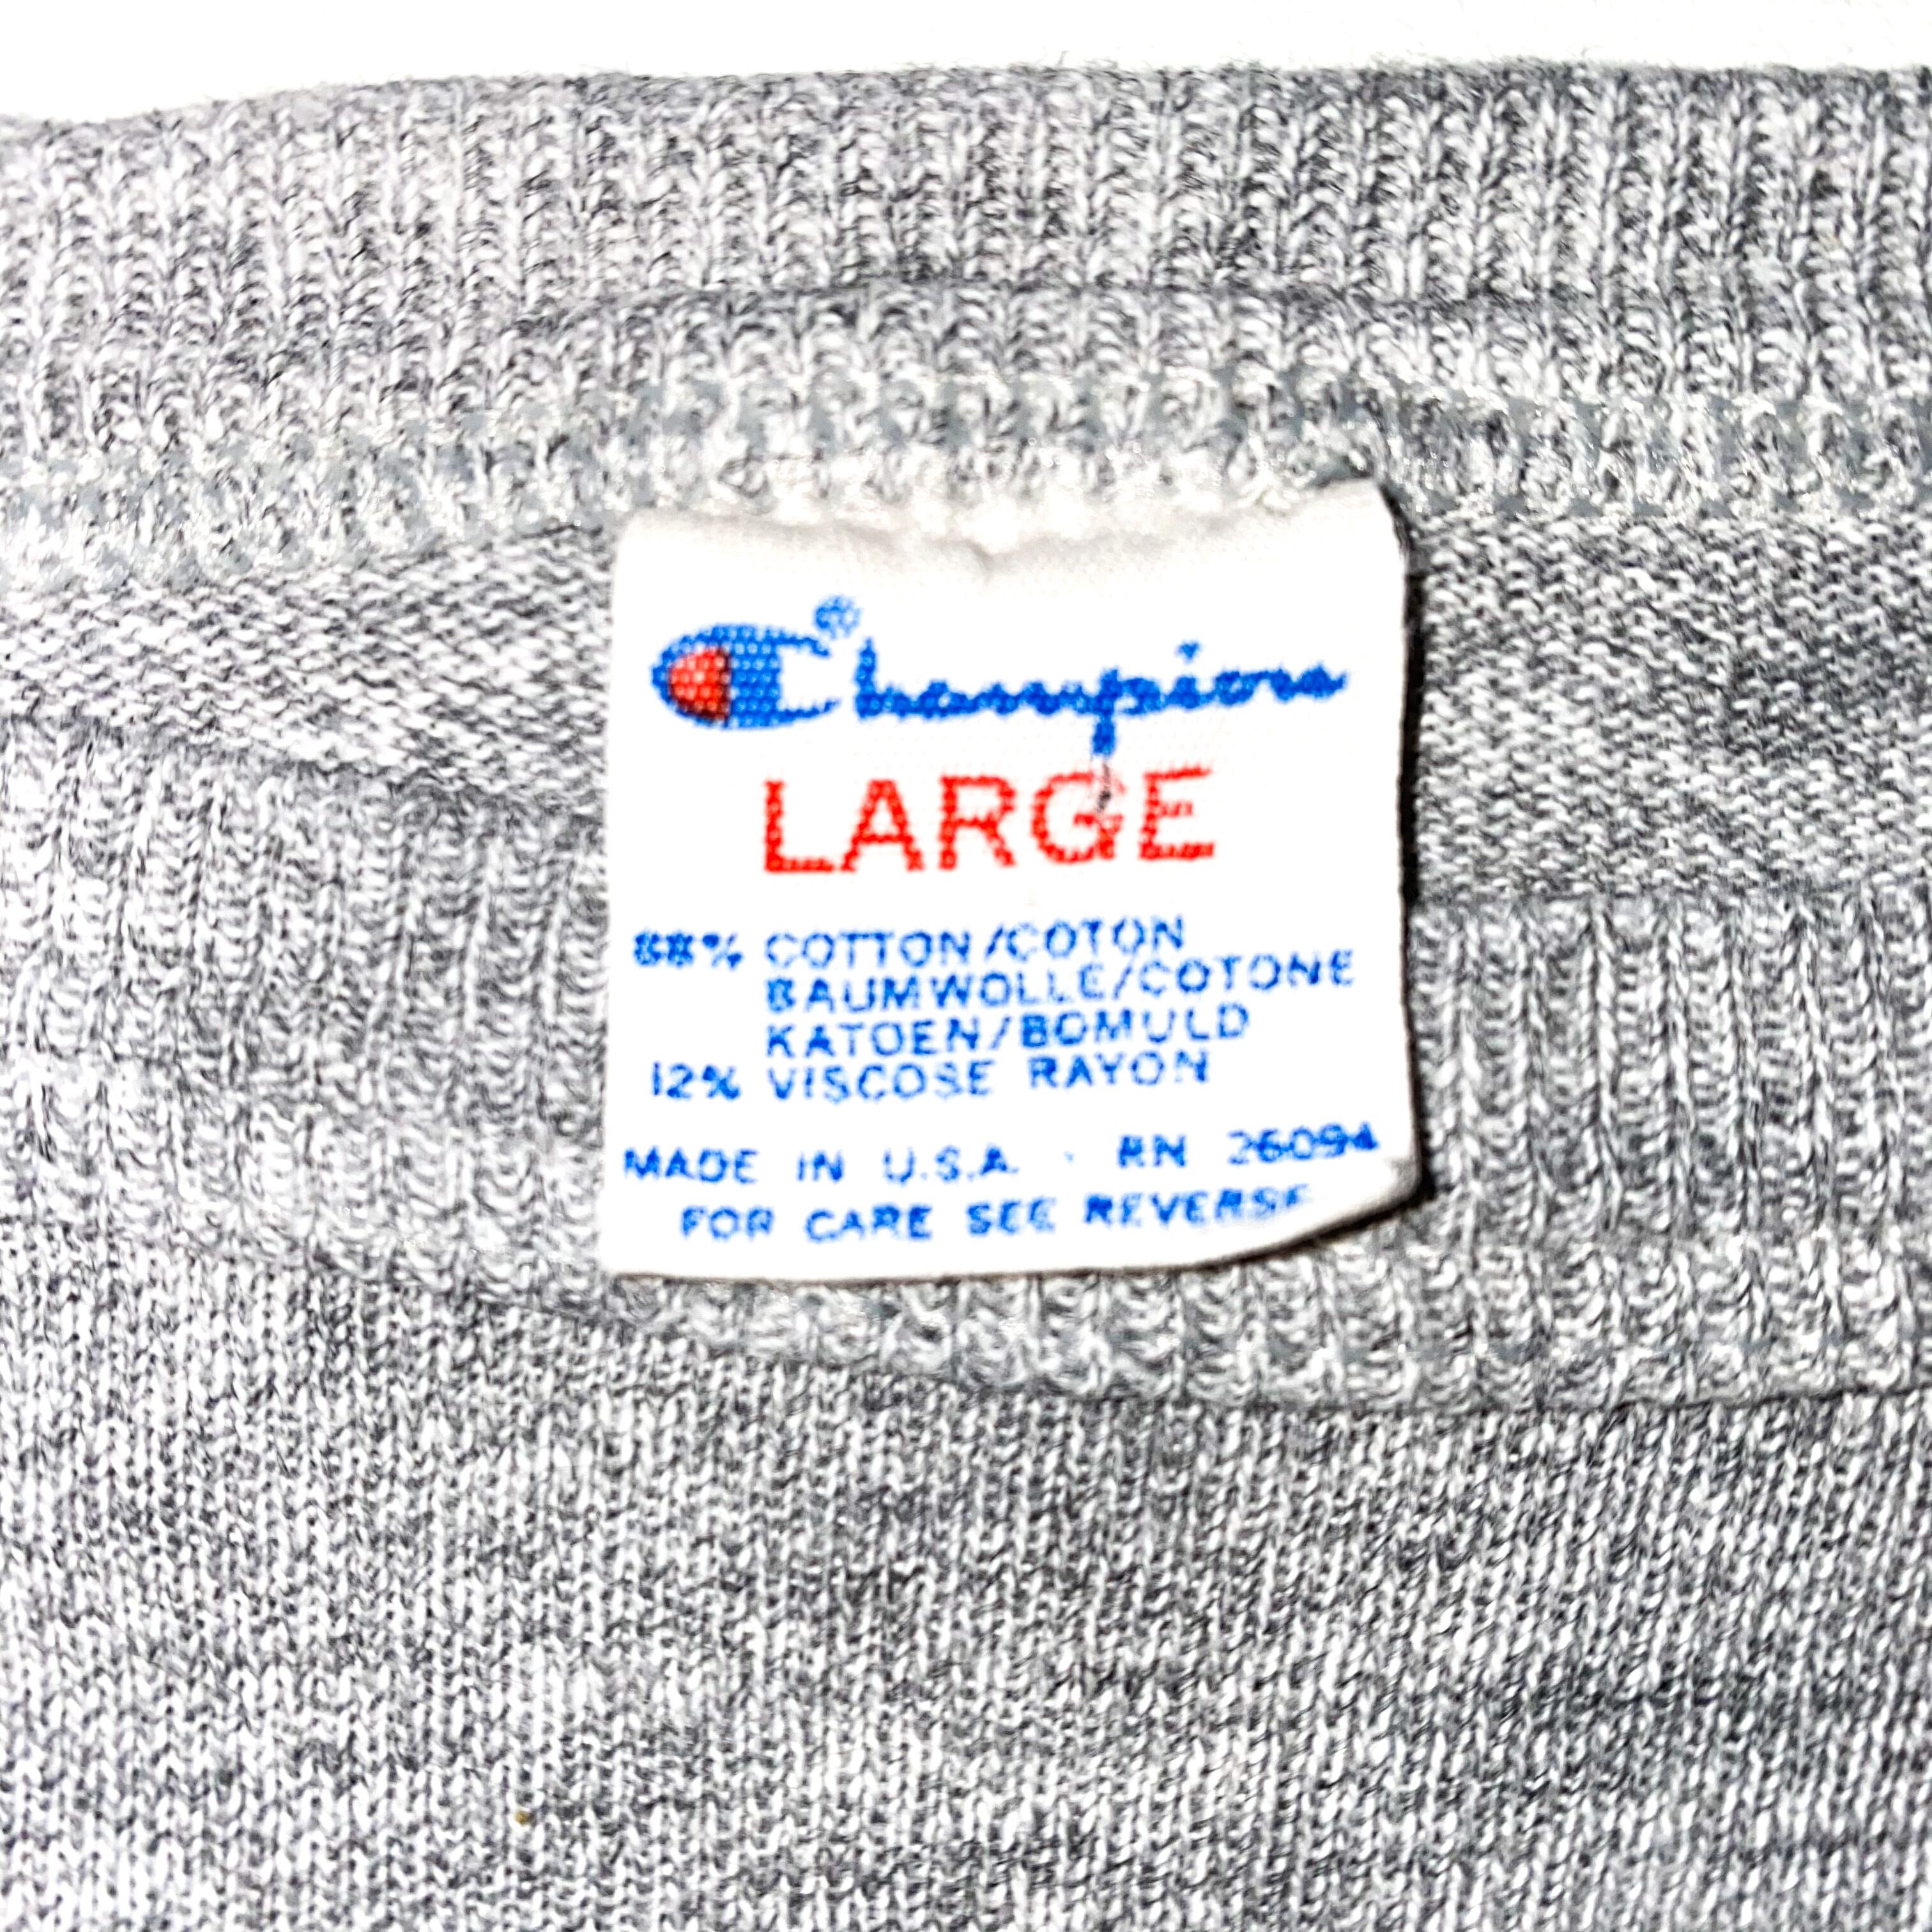 Champion®
LARGE
88% COTTON/COTON
BAUMWOLLE/COTONE
KATOEN/BOMULD
12% VISCOSE RAYON
MADE IN U.S.A. · RN 26094
FOR CARE SEE REVERSE